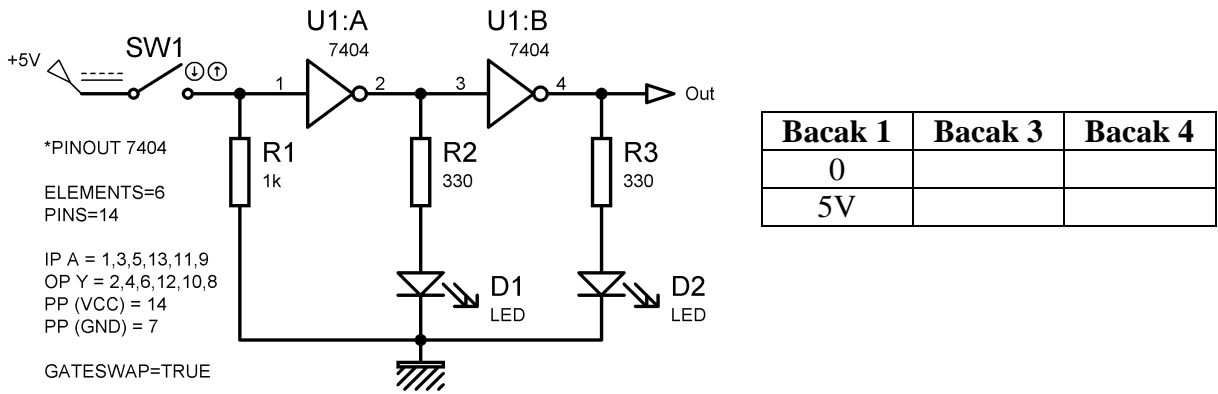 U1:A
U1:B
+5V
SW1
7404
7404
1
2
3
4
Out
*PINOUT 7404
ELEMENTS=6
PINS=14
IP A = 1,3,5,13,11,9
OP Y = 2,4,6,12,10,8
PP (VCC) = 14
PP (GND) = 7
GATESWAP=TRUE
R1
1k
R2
330
R3
330
D1
LED
D2
LED
Bacak 1 Bacak 3 Bacak 4
0
5V